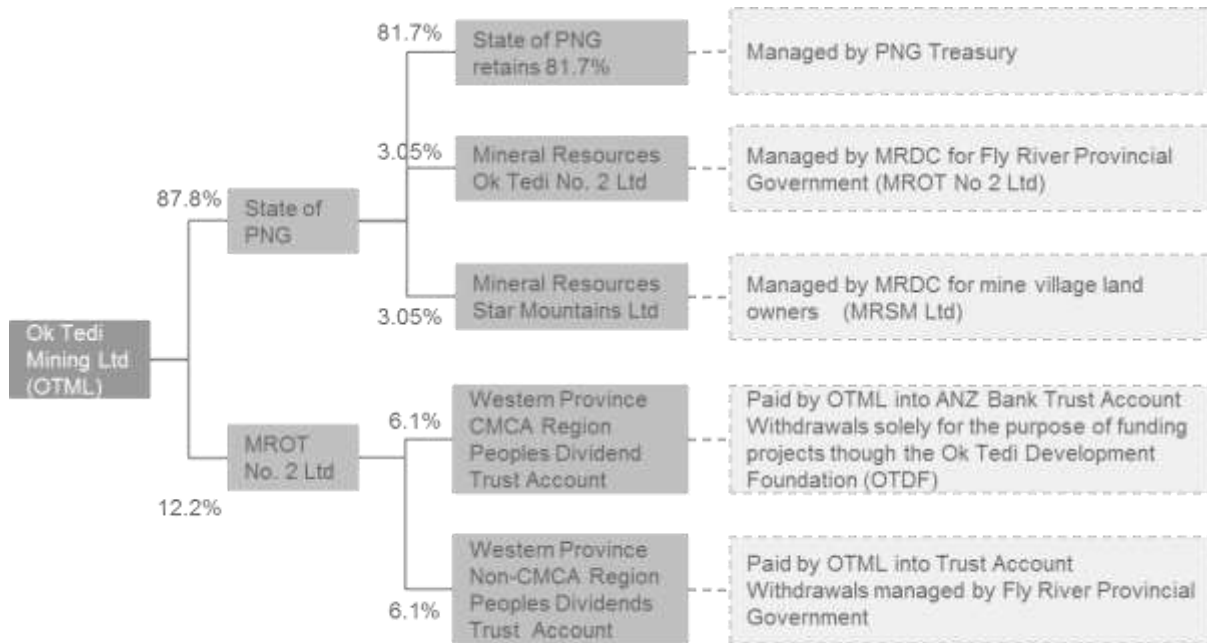 81.7%
State of PNG
retains 81.7%
Managed by PNG Treasury
3.05%
Mineral Resources
Ok Tedi No. 2 Ltd
Managed by MRDC for Fly River Provincial
Government (MROT No 2 Ltd)
87.8%
State of
PNG
3.05%
Mineral Resources
Star Mountains Ltd
Managed by MRDC for mine village land
owners (MRSM Ltd)
Ok Tedi
Mining Ltd
(OTML)
12.2%
MROT
No. 2 Ltd
6.1%
Western Province
CMCA Region
Peoples Dividend
Trust Account
Paid by OTML into ANZ Bank Trust Account
Withdrawals solely for the purpose of funding
projects though the Ok Tedi Development
Foundation (OTDF)
6.1%
Western Province
Non-CMCA Region
Peoples Dividends
Trust Account
Paid by OTML into Trust Account
Withdrawals managed by Fly River Provincial
Government